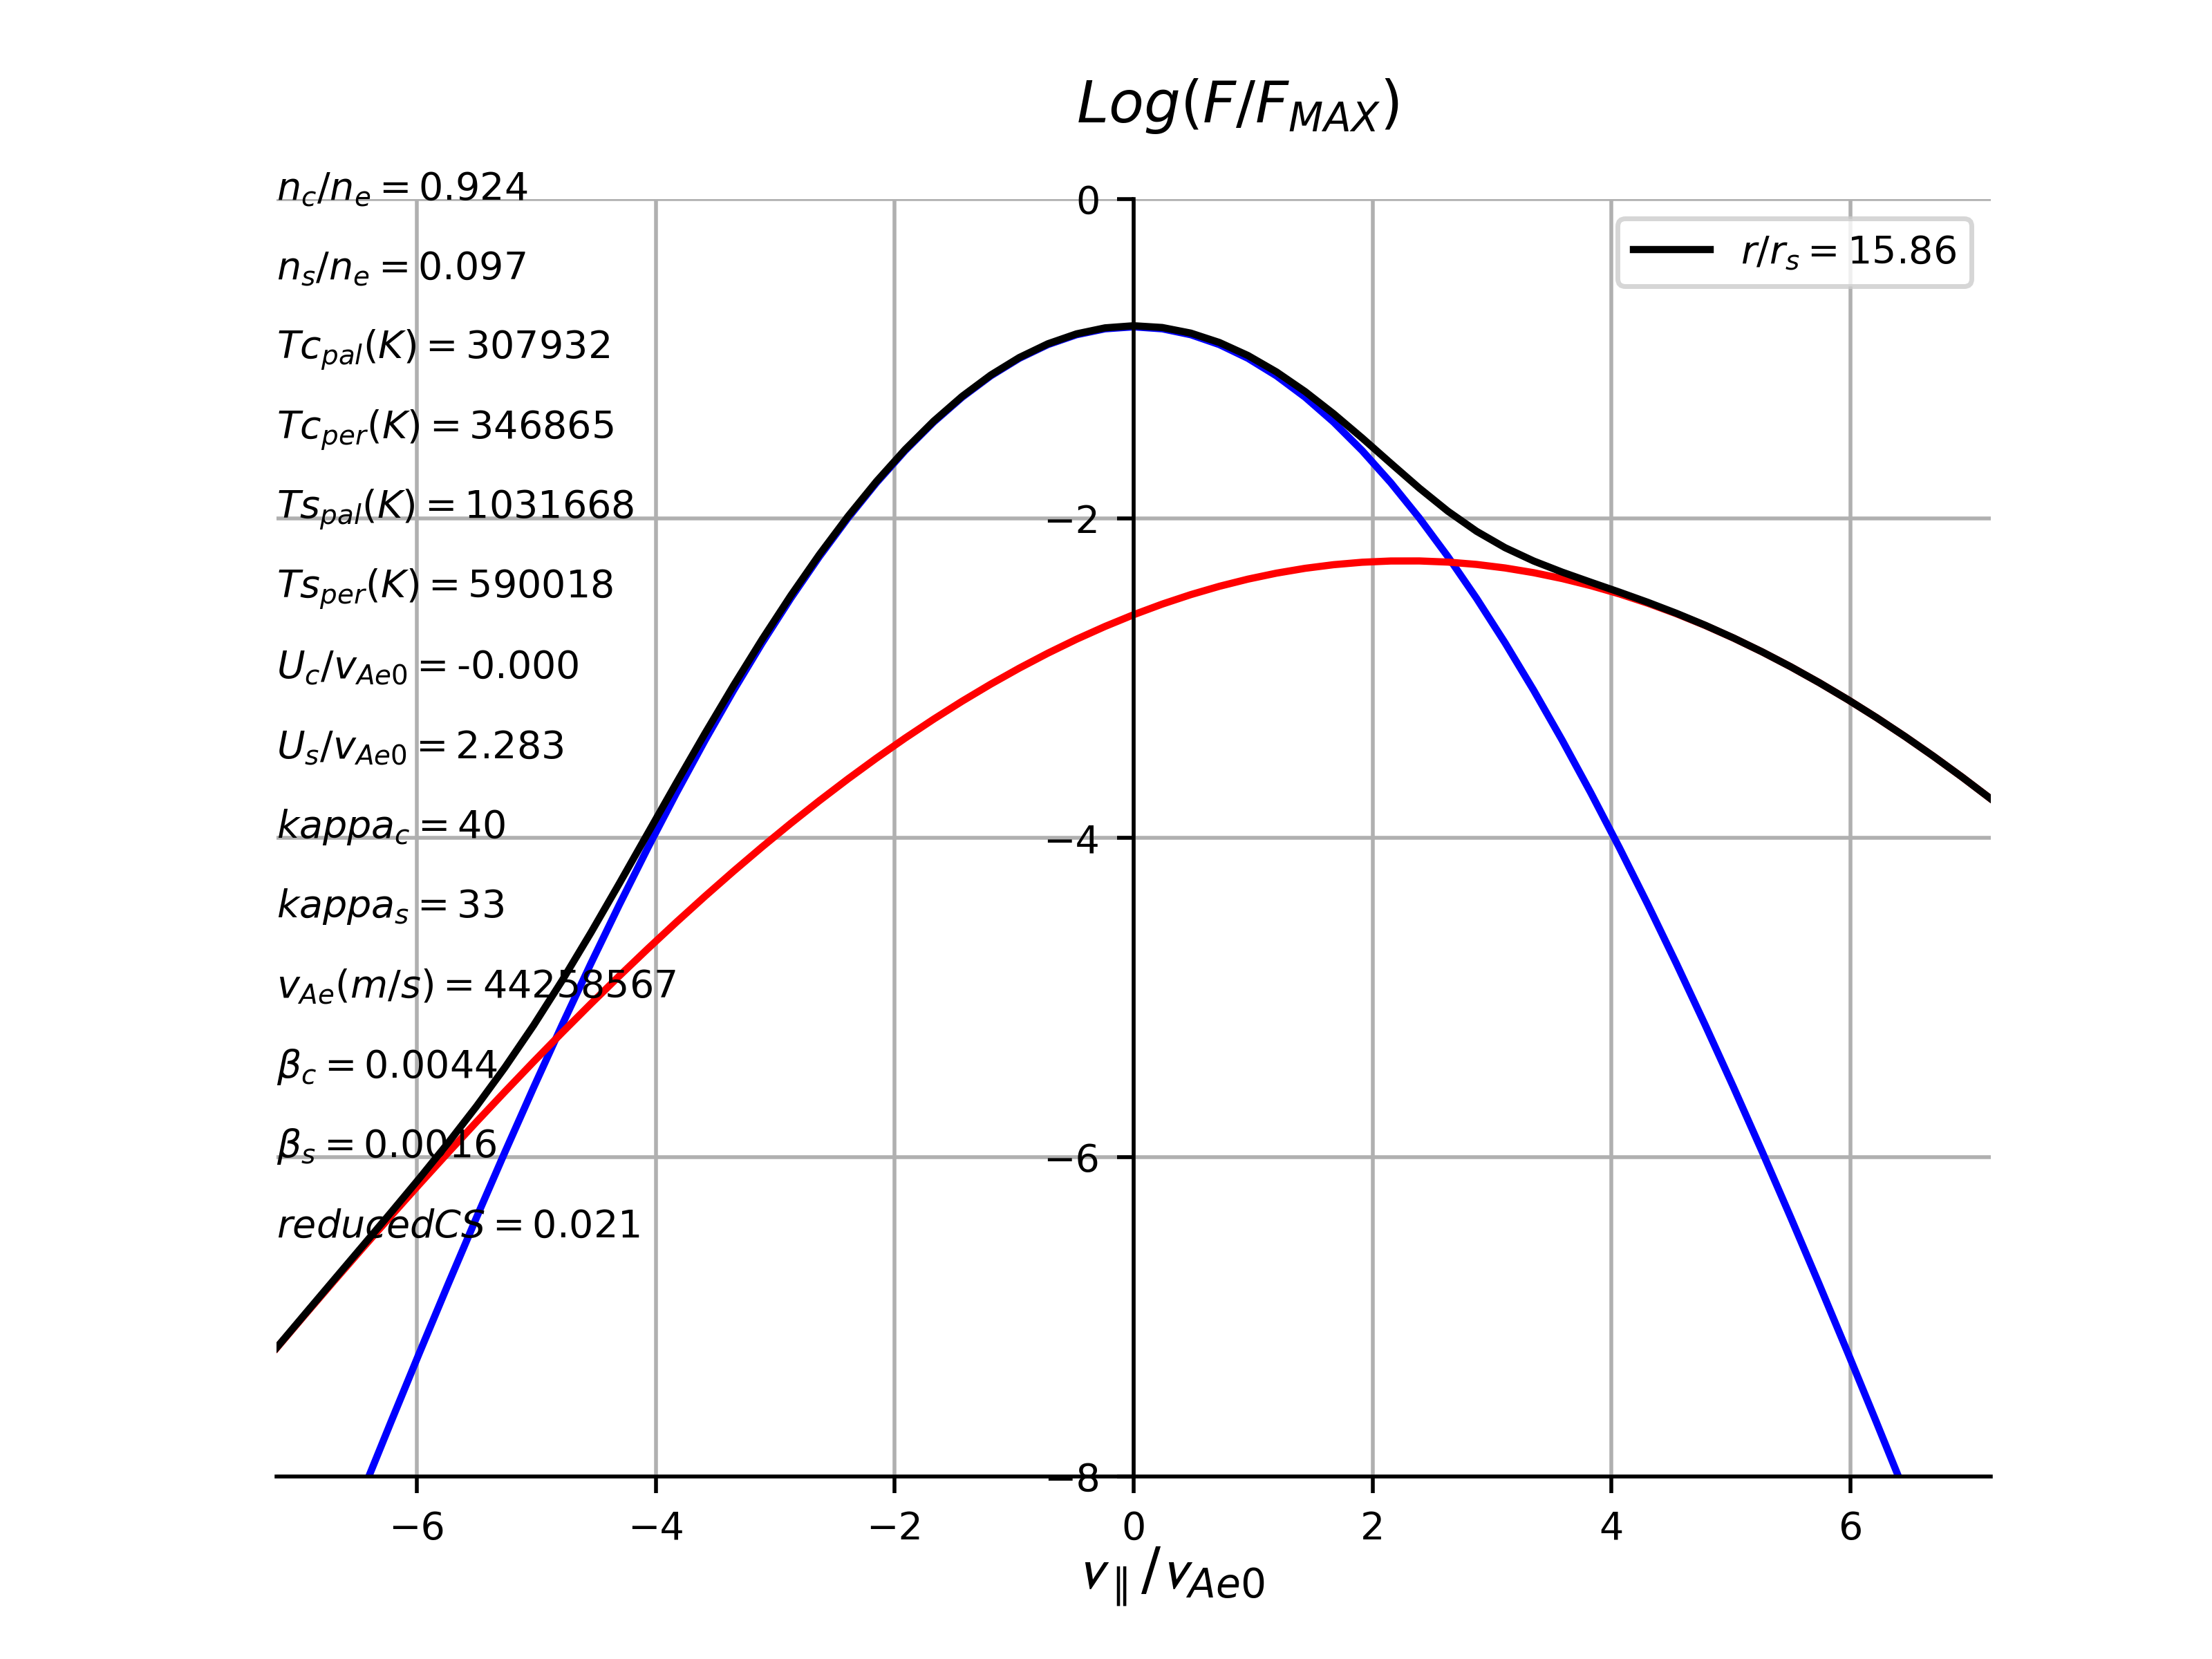 Log(F/F_MAX)
n_c/n_e = 0.924
n_s/n_e = 0.097
Tc_pal(K) = 307932
Tc_per(K) = 346865
Ts_pal(K) = 1031668
Ts_per(K) = 590018
U_c/v_Ae0 = -0.000
U_s/v_Ae0 = 2.283
kappa_c = 40
kappa_s = 33
v_Ae(m/s) = 44258567
β_c = 0.0044
β_s = 0.0016
reducedCS = 0.021
r/r_s = 15.86
0
−2
−4
−6
−8
−6 −4 −2 0 2 4 6
v_∥/v_Ae0